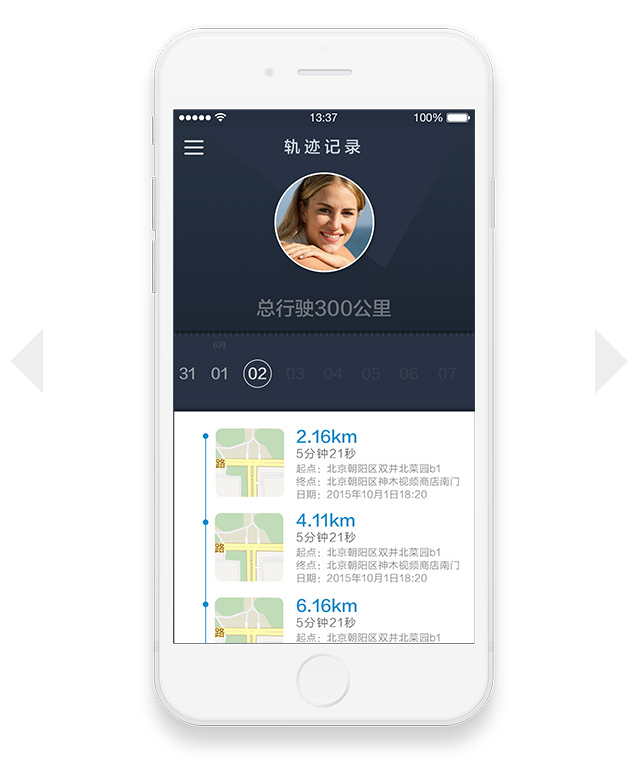 13:37
100%
轨迹记录
总行驶300公里
8月
31 01 02 03 04 05 06 07
路
2.16km
5分钟21秒
起点：北京朝阳区双井北菜园b1
终点：北京朝阳区神木视频商店南门
日期：2015年10月1日18:20
路
4.11km
5分钟21秒
起点：北京朝阳区双井北菜园b1
终点：北京朝阳区神木视频商店南门
日期：2015年10月1日18:20
路
6.16km
5分钟21秒
起点：北京朝阳区双井北菜园b1